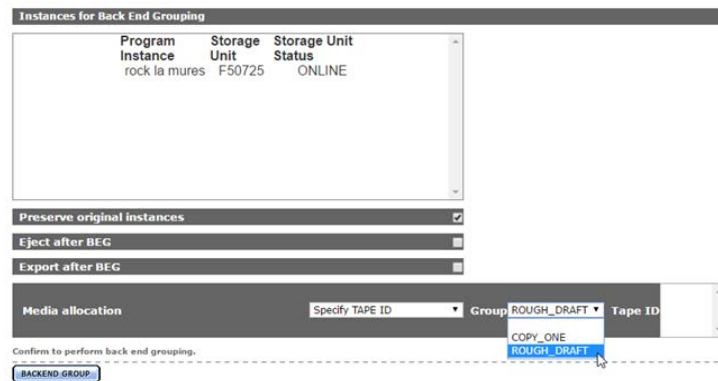 Instances for Back End Grouping
Program Instance Storage Unit Storage Unit Status
rock la mures F50725 ONLINE
Preserve original instances
Eject after BEG
Export after BEG
Media allocation Specify TAPE ID Group ROUGH_DRAFT Tape ID
COPY_ONE
ROUGH_DRAFT
Confirm to perform back end grouping.
BACKEND GROUP